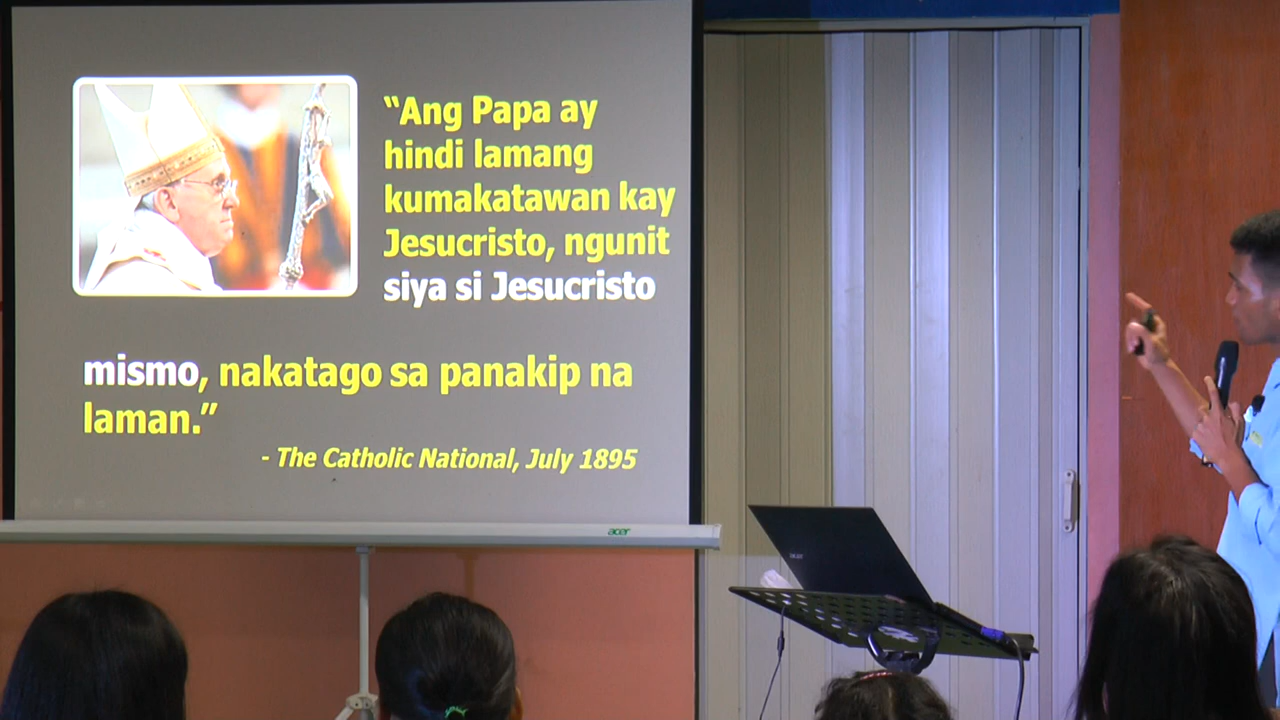 “Ang Papa ay
hindi lamang
kumakatawan kay
Jesucristo, ngunit
siya si Jesucristo
mismo, nakatago sa panakip na
laman.”
- The Catholic National, July 1895
acer